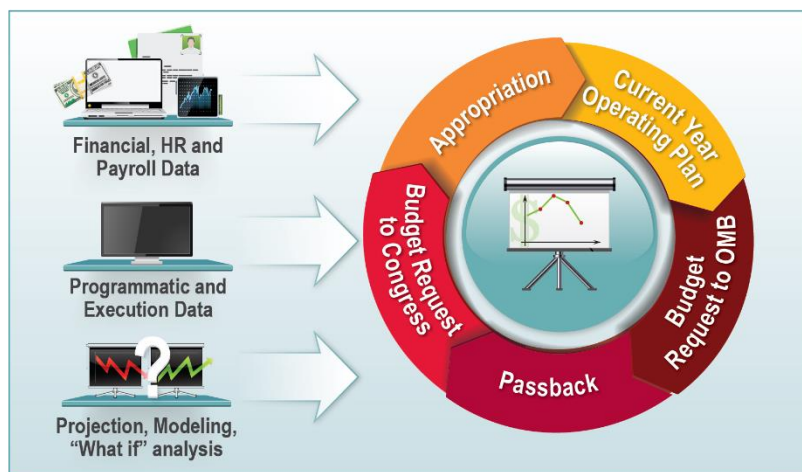 Financial, HR and
Payroll Data
Programmatic and
Execution Data
?
Projection, Modeling,
“What if” analysis
Appropriation
Current Year
Operating Plan
Budget
Request to OMB
Passback
Budget Request
to Congress
$